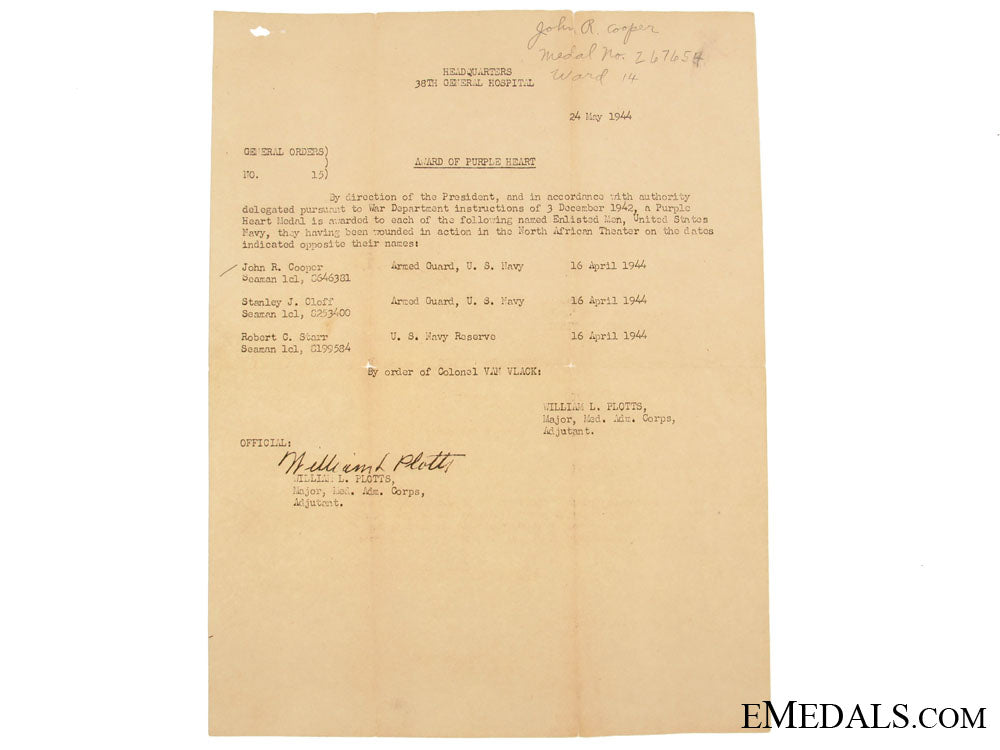 John R. Cooper
Medal No. 267654
Ward 14
HEADQUARTERS
38TH GENERAL HOSPITAL
24 May 1944
GENERAL ORDERS)
)
NO. 15)
AWARD OF PURPLE HEART
By direction of the President, and in accordance with authority
delegated pursuant to War Department instructions of 3 December 1942, a Purple
Heart Medal is awarded to each of the following named Enlisted Men, United States
Navy, they having been wounded in action in the North African Theater on the dates
indicated opposite their names:
John R. Cooper Armed Guard, U. S. Navy 16 April 1944
Seaman 1cl, 8646381
Stanley J. Cloff Armed Guard, U. S. Navy 16 April 1944
Seaman 1cl, 8253400
Robert C. Starr U. S. Navy Reserve 16 April 1944
Seaman 1cl, 8199584
By order of Colonel VAN VLACK:
WILLIAM L. PLOTTS,
Major, Med. Adm. Corps,
Adjutant.
OFFICIAL:
William L Plotts
WILLIAM L. PLOTTS,
Major, Med. Adm. Corps,
Adjutant.
EMEDALS.COM